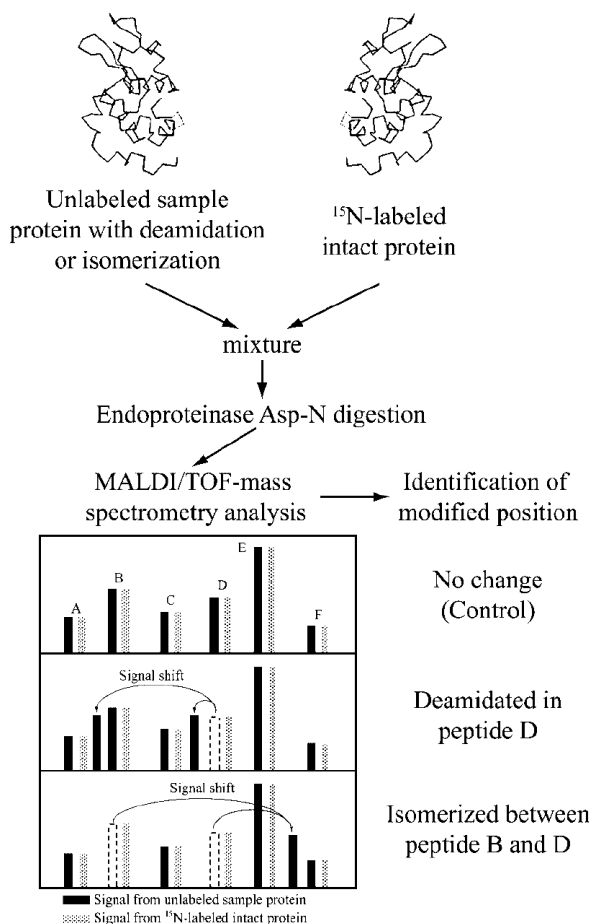 Unlabeled sample
protein with deamidation
or isomerization
¹⁵N-labeled
intact protein
mixture
Endoproteinase Asp-N digestion
MALDI/TOF-mass
spectrometry analysis
Identification of
modified position
A
B
C
D
E
F
No change
(Control)
Signal shift
Deamidated in
peptide D
Signal shift
Isomerized between
peptide B and D
Signal from unlabeled sample protein
Signal from ¹⁵N-labeled intact protein